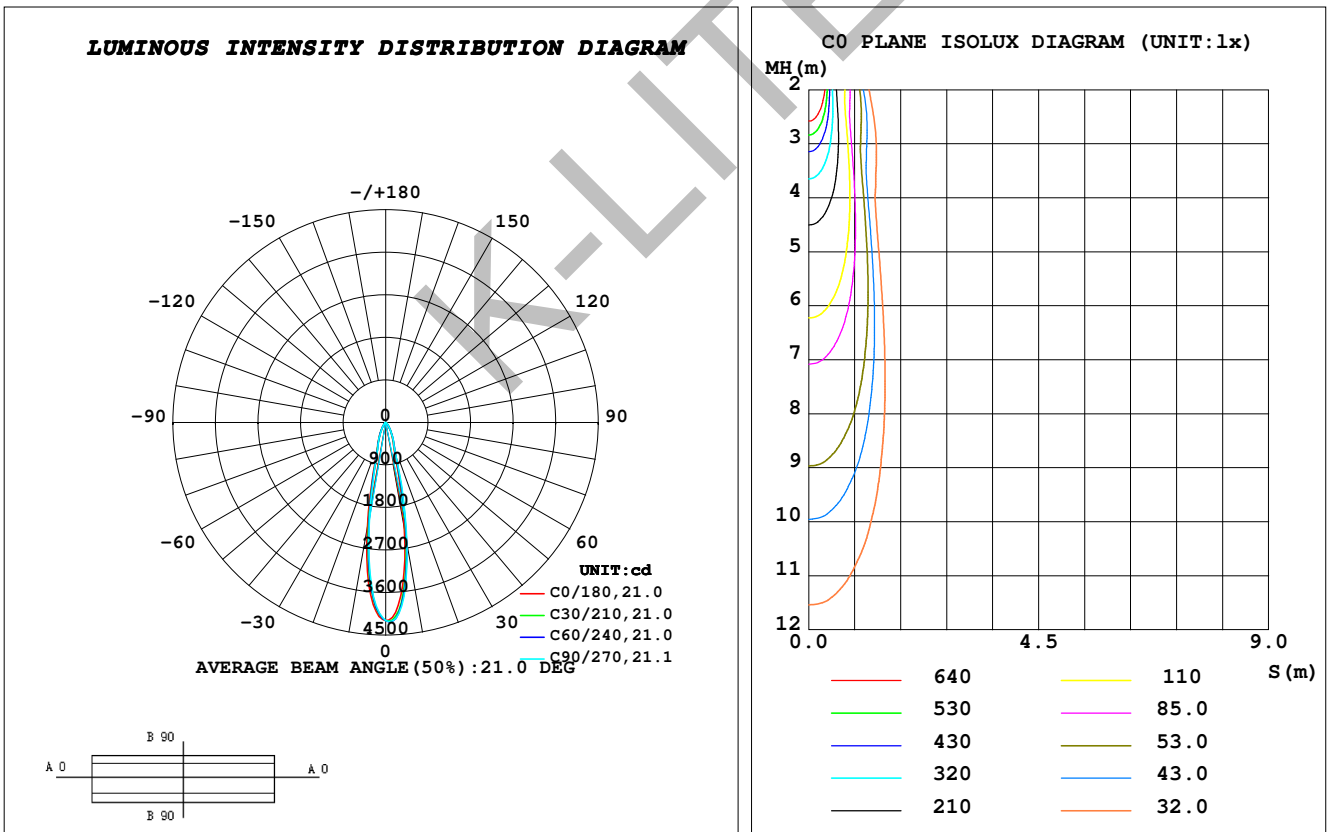 LUMINOUS INTENSITY DISTRIBUTION DIAGRAM
-/+180
-150
150
-120
120
-90
90
-60
60
-30
30
0
0
900
1800
2700
3600
4500
UNIT:cd
C0/180,21.0
C30/210,21.0
C60/240,21.0
C90/270,21.1
AVERAGE BEAM ANGLE(50%):21.0 DEG
B 90
A 0
A 0
B 90
C0 PLANE ISOLUX DIAGRAM (UNIT:lx)
MH(m)
2
3
4
5
6
7
8
9
10
11
12
0.0 4.5 9.0
S(m)
640 110
530 85.0
430 53.0
320 43.0
210 32.0
K-LITE